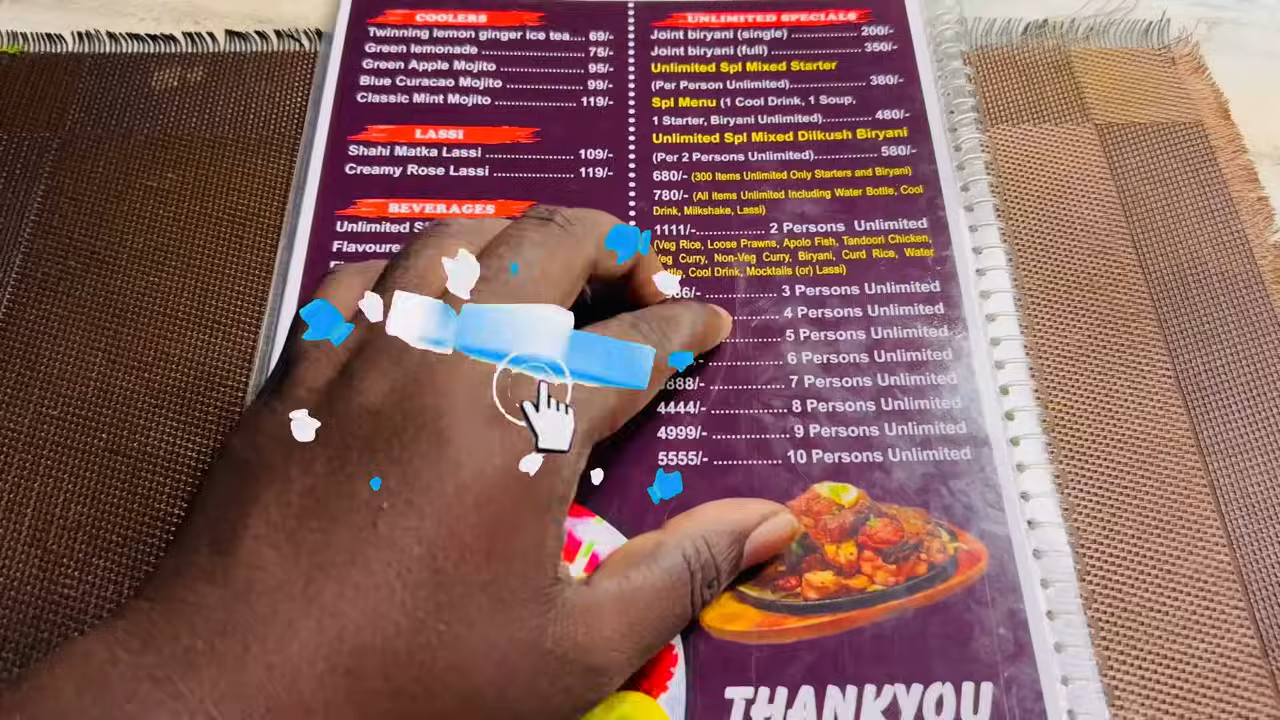 COOLERS
Twinning lemon ginger ice tea.... 69/-
Green lemonade ........................ 75/-
Green Apple Mojito .................... 95/-
Blue Curacao Mojito .................. 99/-
Classic Mint Mojito ................... 119/-
LASSI
Shahi Matka Lassi .................... 109/-
Creamy Rose Lassi ................... 119/-
BEVERAGES
Unlimited
UNLIMITED SPECIALS
Joint biryani (single) ................. 200/-
Joint biryani (full) ..................... 350/-
Unlimited Spl Mixed Starter
(Per Person Unlimited)................... 380/-
Spl Menu (1 Cool Drink, 1 Soup,
1 Starter, Biryani Unlimited)............ 480/-
Unlimited Spl Mixed Dilkush Biryani
(Per 2 Persons Unlimited)............... 580/-
680/- (300 Items Unlimited Only Starters and Biryani)
780/- (All items Unlimited Including Water Bottle, Cool
Drink, Milkshake, Lassi)
1111/-................. 2 Persons Unlimited
(Veg Rice, Loose Prawns, Apolo Fish, Tandoori Chicken,
Veg Curry, Non-Veg Curry, Biryani, Curd Rice, Water
Cool Drink, Mocktails (or) Lassi)
................. 3 Persons Unlimited
............ 4 Persons Unlimited
............ 5 Persons Unlimited
................. 6 Persons Unlimited
................. 7 Persons Unlimited
4444/- .................. 8 Persons Unlimited
4999/- ................. 9 Persons Unlimited
5555/- ................ 10 Persons Unlimited
THANKYOU